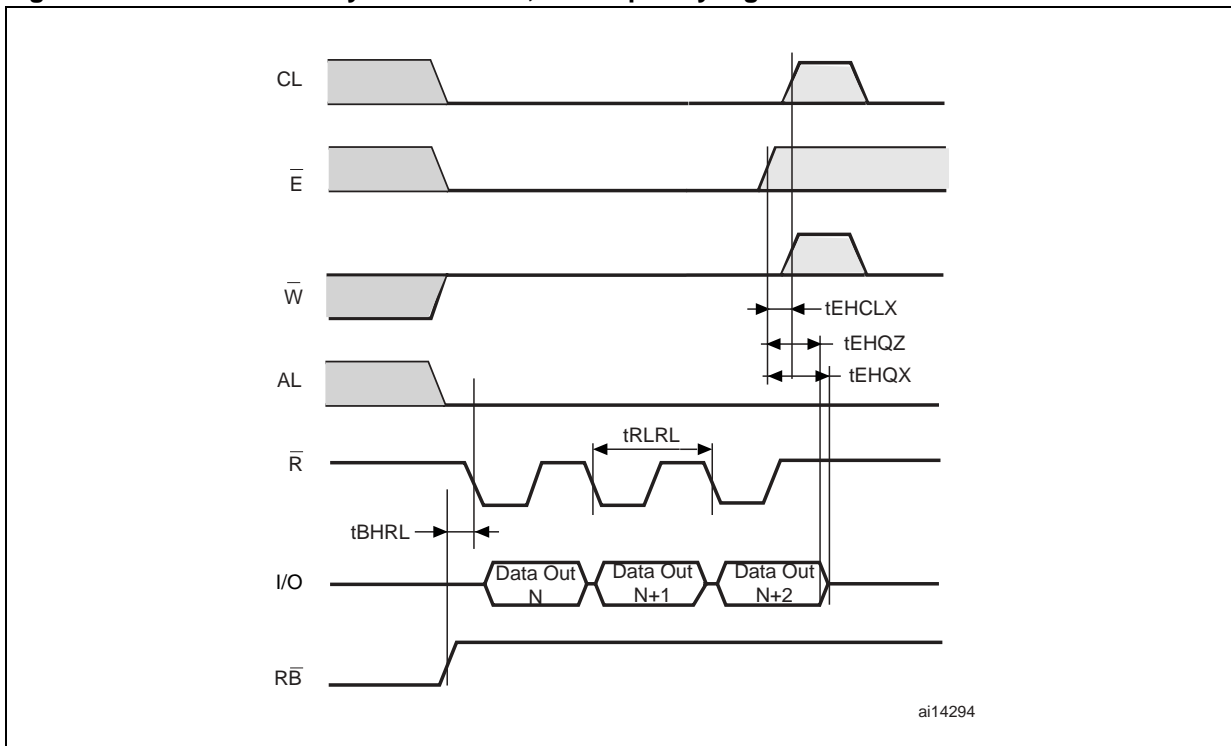 CL
E̅
W̅
tEHCLX
tEHQZ
tEHQX
AL
tRLRL
R̅
tBHRL
I/O
Data Out
N
Data Out
N+1
Data Out
N+2
RB̅
ai14294